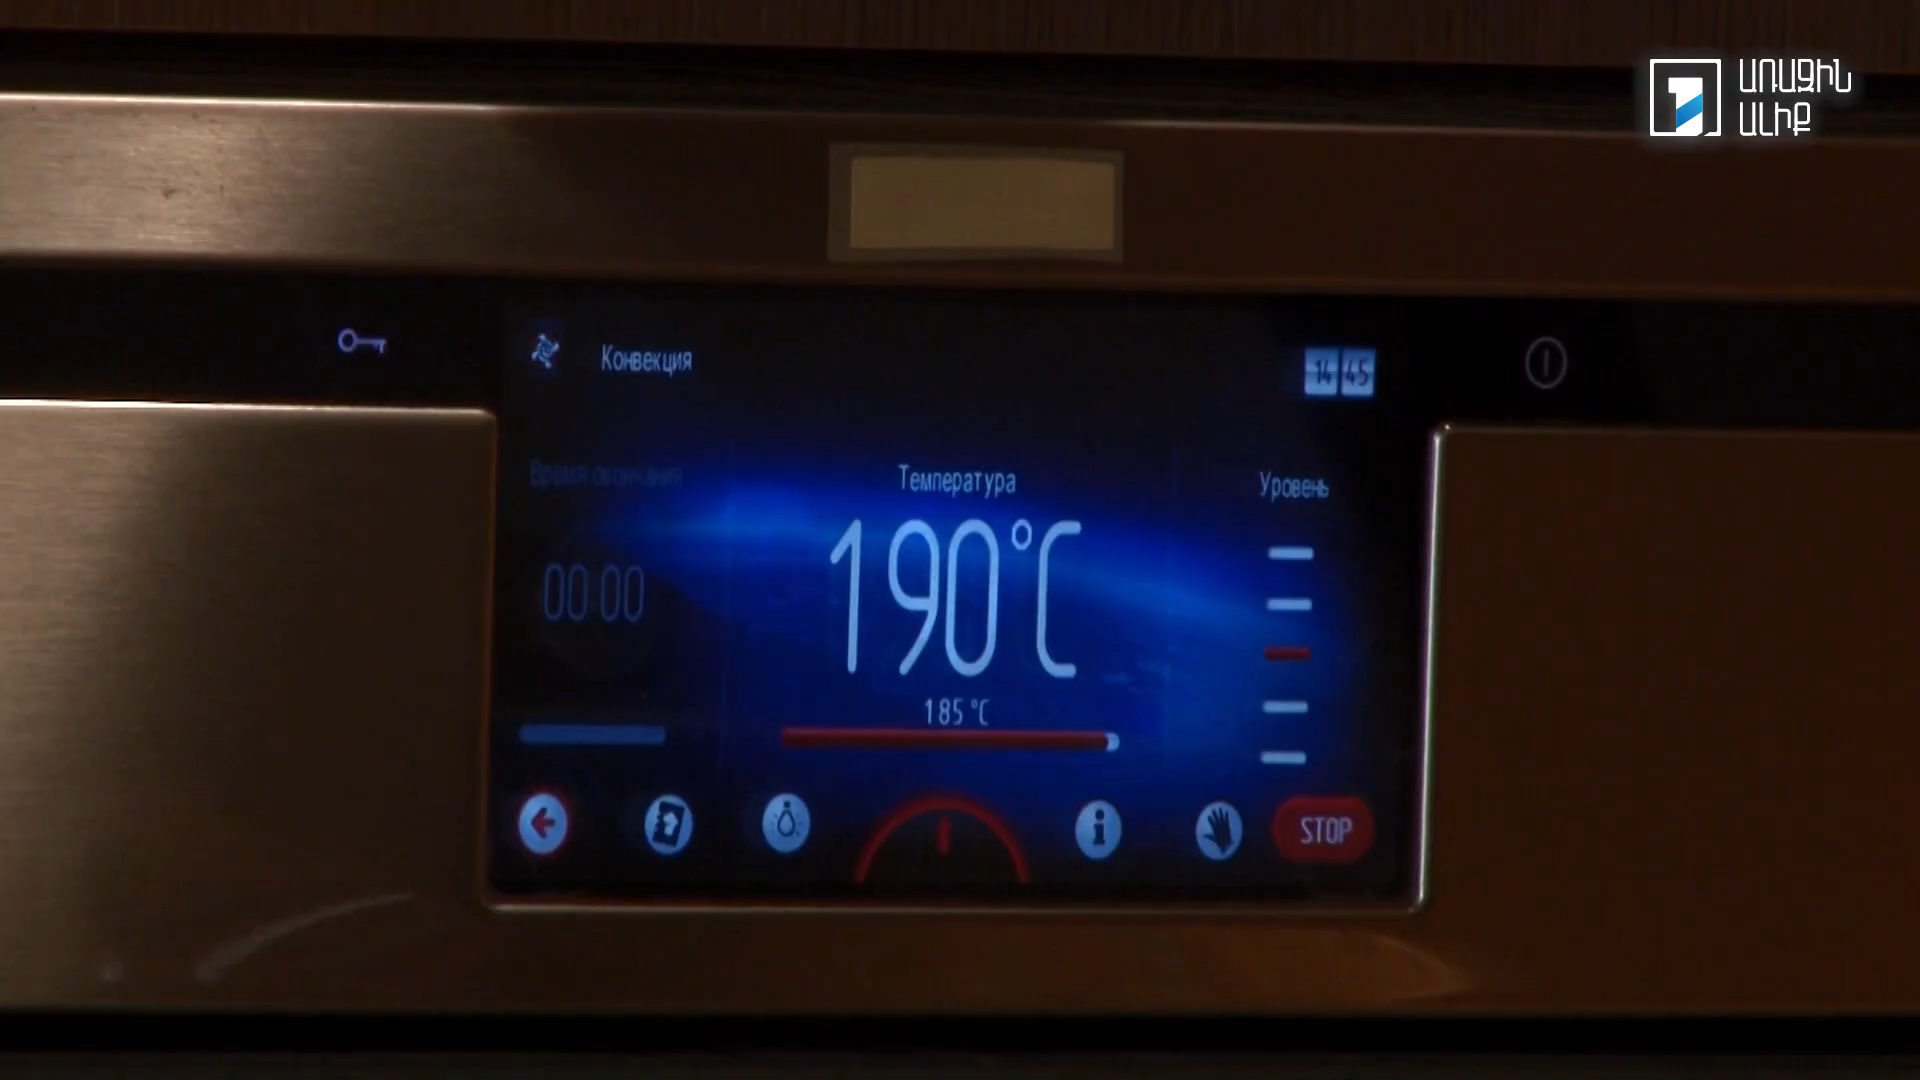 ԱՌԱՋԻՆ
ԱԼԻՔ
Конвекция
14 45
Время окончания
Температура
Уровень
00:00
190°C
185 °C
STOP